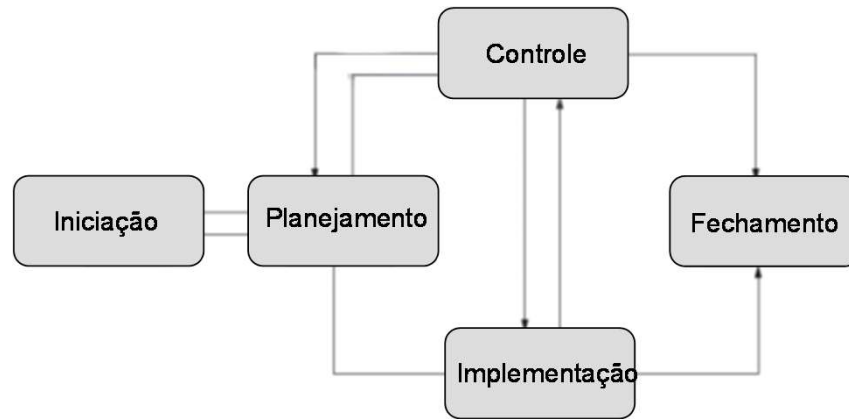 Controle
Iniciação
Planejamento
Fechamento
Implementação